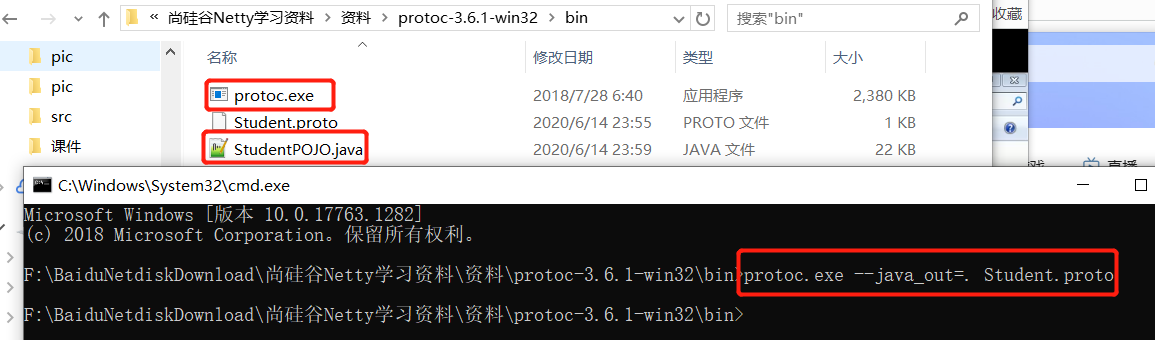 « 尚硅谷Netty学习资料 › 资料 › protoc-3.6.1-win32 › bin
搜索"bin"
收藏
pic
pic
src
课件
名称 修改日期 类型 大小
protoc.exe 2018/7/28 6:40 应用程序 2,380 KB
Student.proto 2020/6/14 23:55 PROTO 文件 1 KB
StudentPOJO.java 2020/6/14 23:59 JAVA 文件 22 KB
直播
C:\Windows\System32\cmd.exe
Microsoft Windows [版本 10.0.17763.1282]
(c) 2018 Microsoft Corporation。保留所有权利。
F:\BaiduNetdiskDownload\尚硅谷Netty学习资料\资料\protoc-3.6.1-win32\bin>protoc.exe --java_out=. Student.proto
F:\BaiduNetdiskDownload\尚硅谷Netty学习资料\资料\protoc-3.6.1-win32\bin>